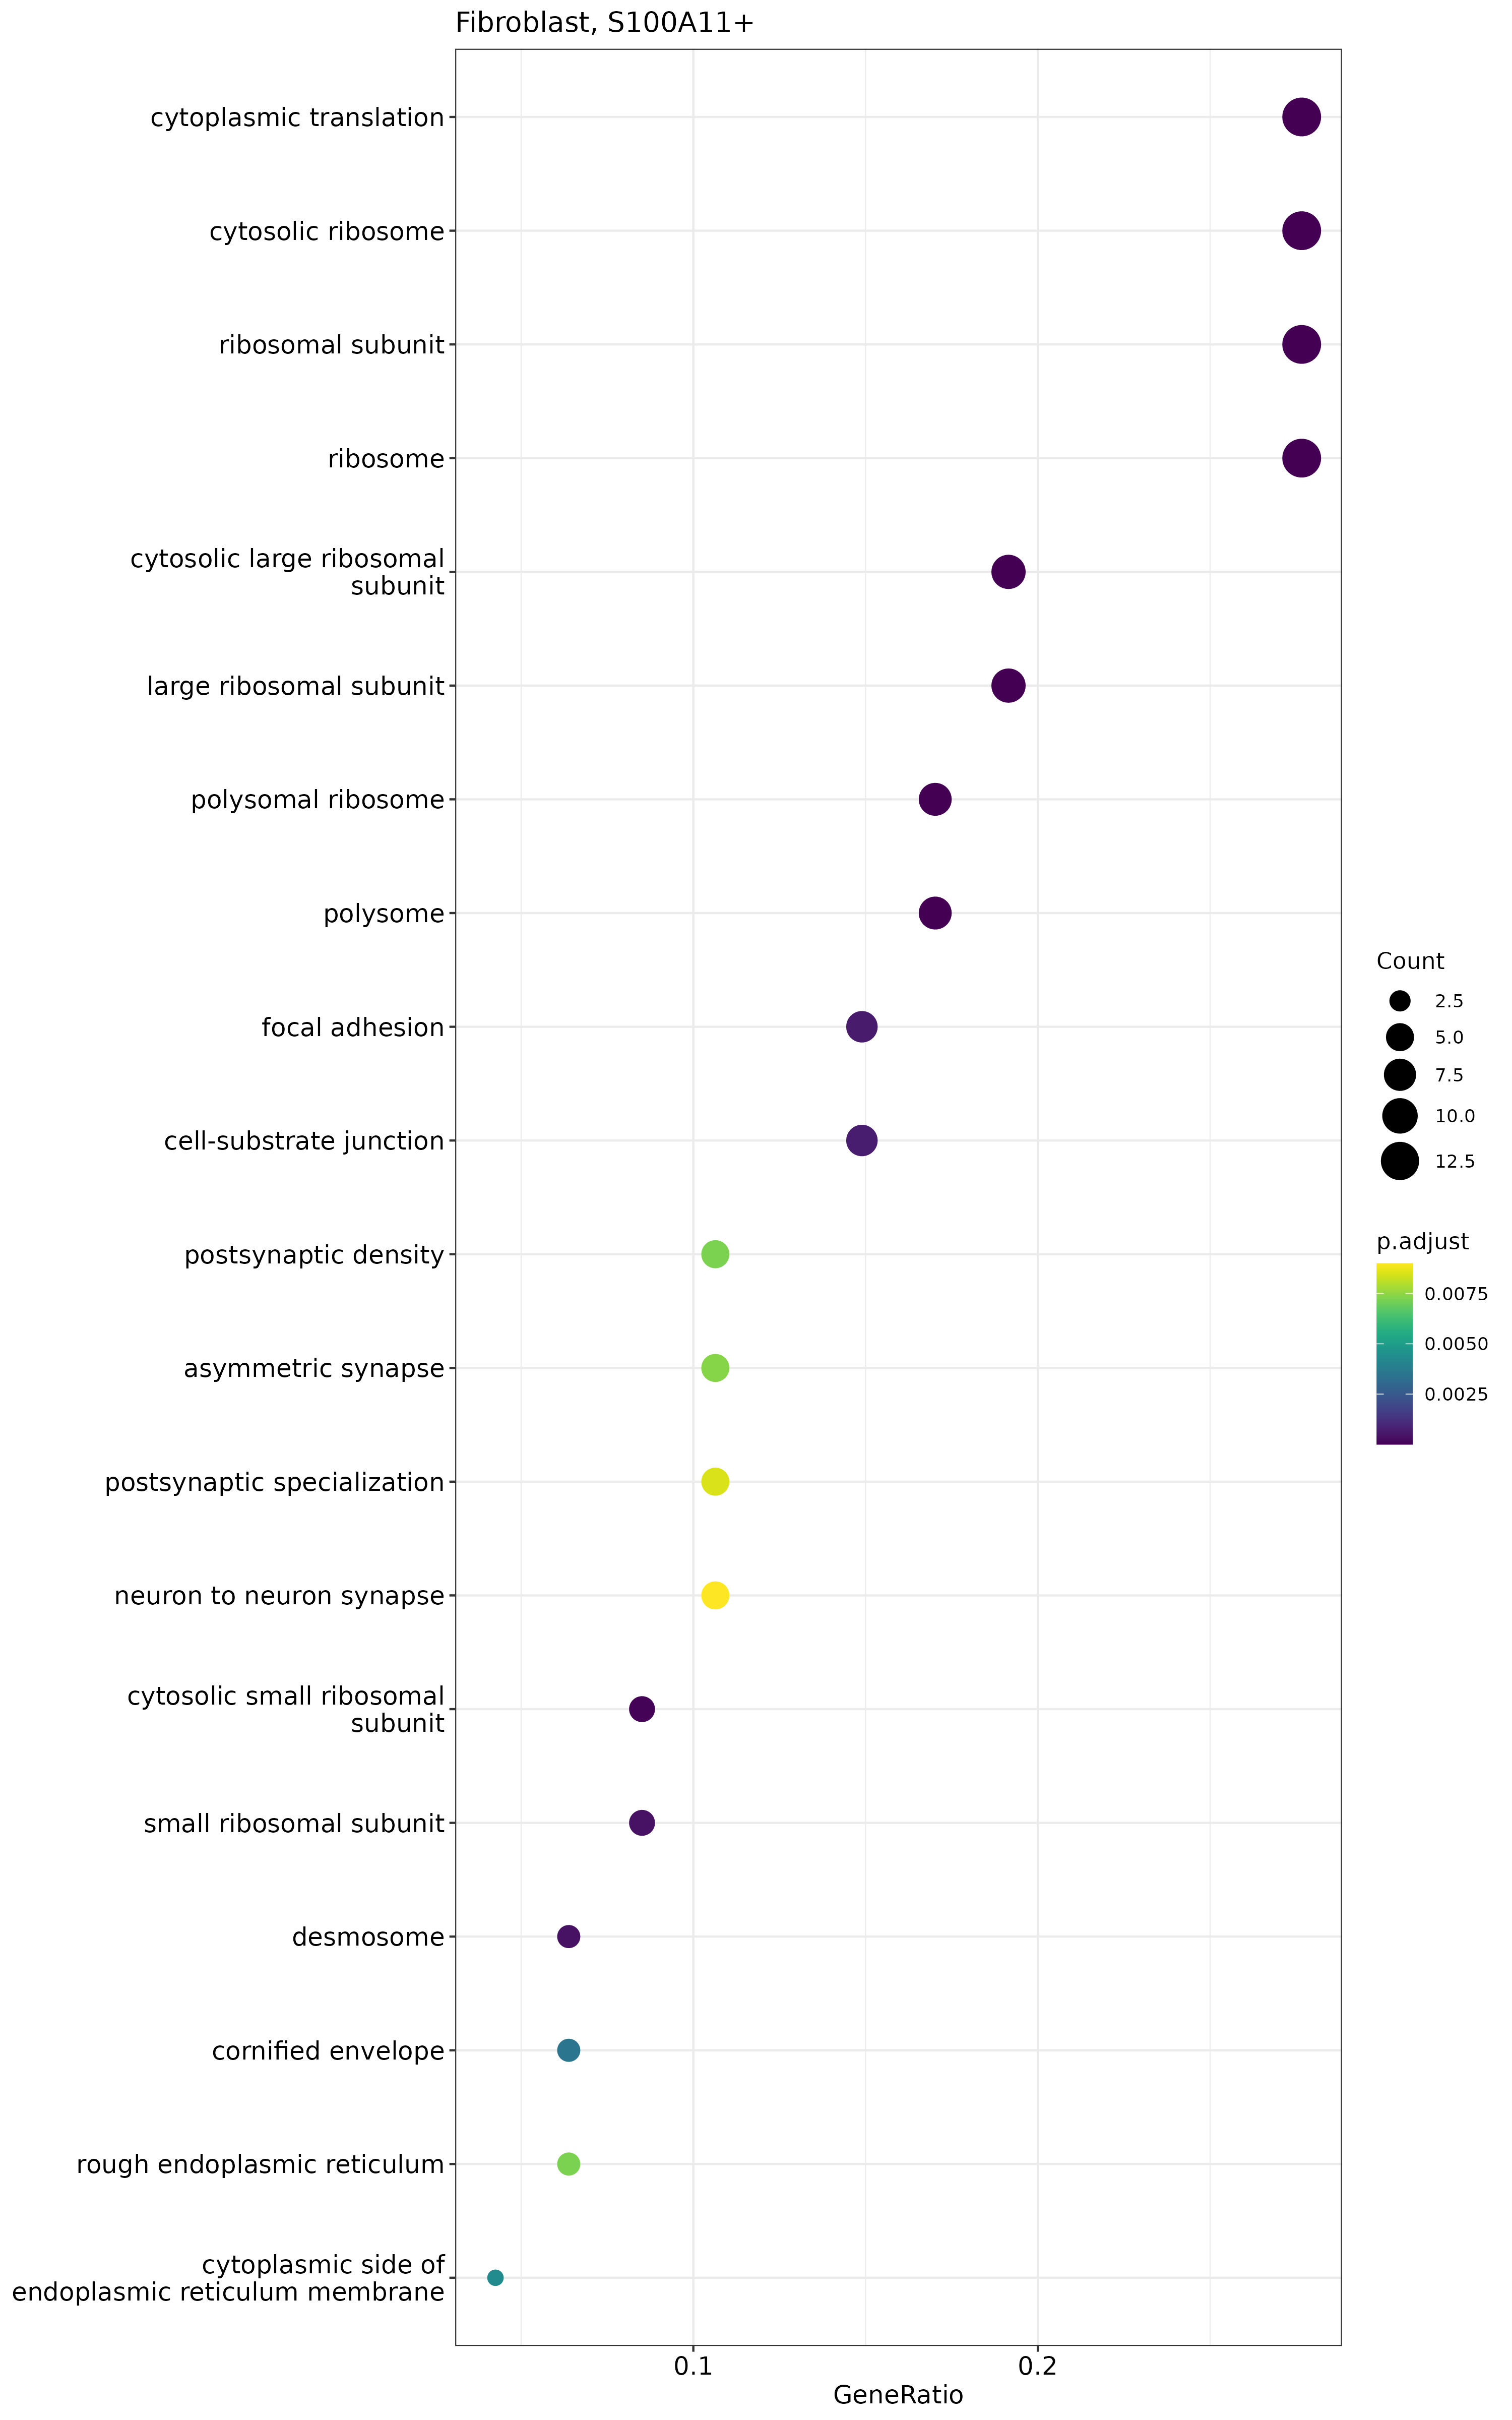 Fibroblast, S100A11+
cytoplasmic translation
cytosolic ribosome
ribosomal subunit
ribosome
cytosolic large ribosomal
subunit
large ribosomal subunit
polysomal ribosome
polysome
focal adhesion
cell-substrate junction
postsynaptic density
asymmetric synapse
postsynaptic specialization
neuron to neuron synapse
cytosolic small ribosomal
subunit
small ribosomal subunit
desmosome
cornified envelope
rough endoplasmic reticulum
cytoplasmic side of
endoplasmic reticulum membrane
0.1
0.2
GeneRatio
Count
2.5
5.0
7.5
10.0
12.5
p.adjust
0.0075
0.0050
0.0025